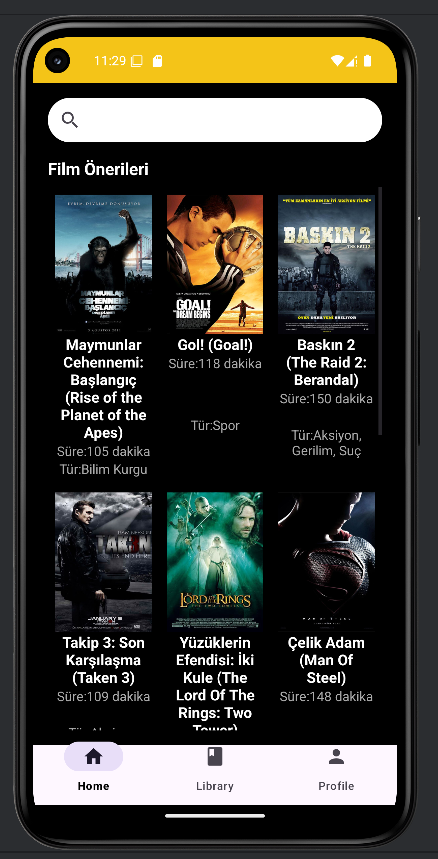 11:29
Film Önerileri
MAYMUNLAR
CEHENNEMİ:
BAŞLANGIÇ
GOAL!
THE DREAM BEGINS
BASKIN 2
Maymunlar
Cehennemi:
Başlangıç
(Rise of the
Planet of the
Apes)
Süre:105 dakika
Tür:Bilim Kurgu
Gol! (Goal!)
Süre:118 dakika
Tür:Spor
Baskın 2
(The Raid 2:
Berandal)
Süre:150 dakika
Tür:Aksiyon,
Gerilim, Suç
TAKEN
THE LORD OF THE RINGS
Takip 3: Son
Karşılaşma
(Taken 3)
Süre:109 dakika
Yüzüklerin
Efendisi: İki
Kule (The
Lord Of The
Rings: Two
Tower)
Çelik Adam
(Man Of
Steel)
Süre:148 dakika
Home
Library
Profile